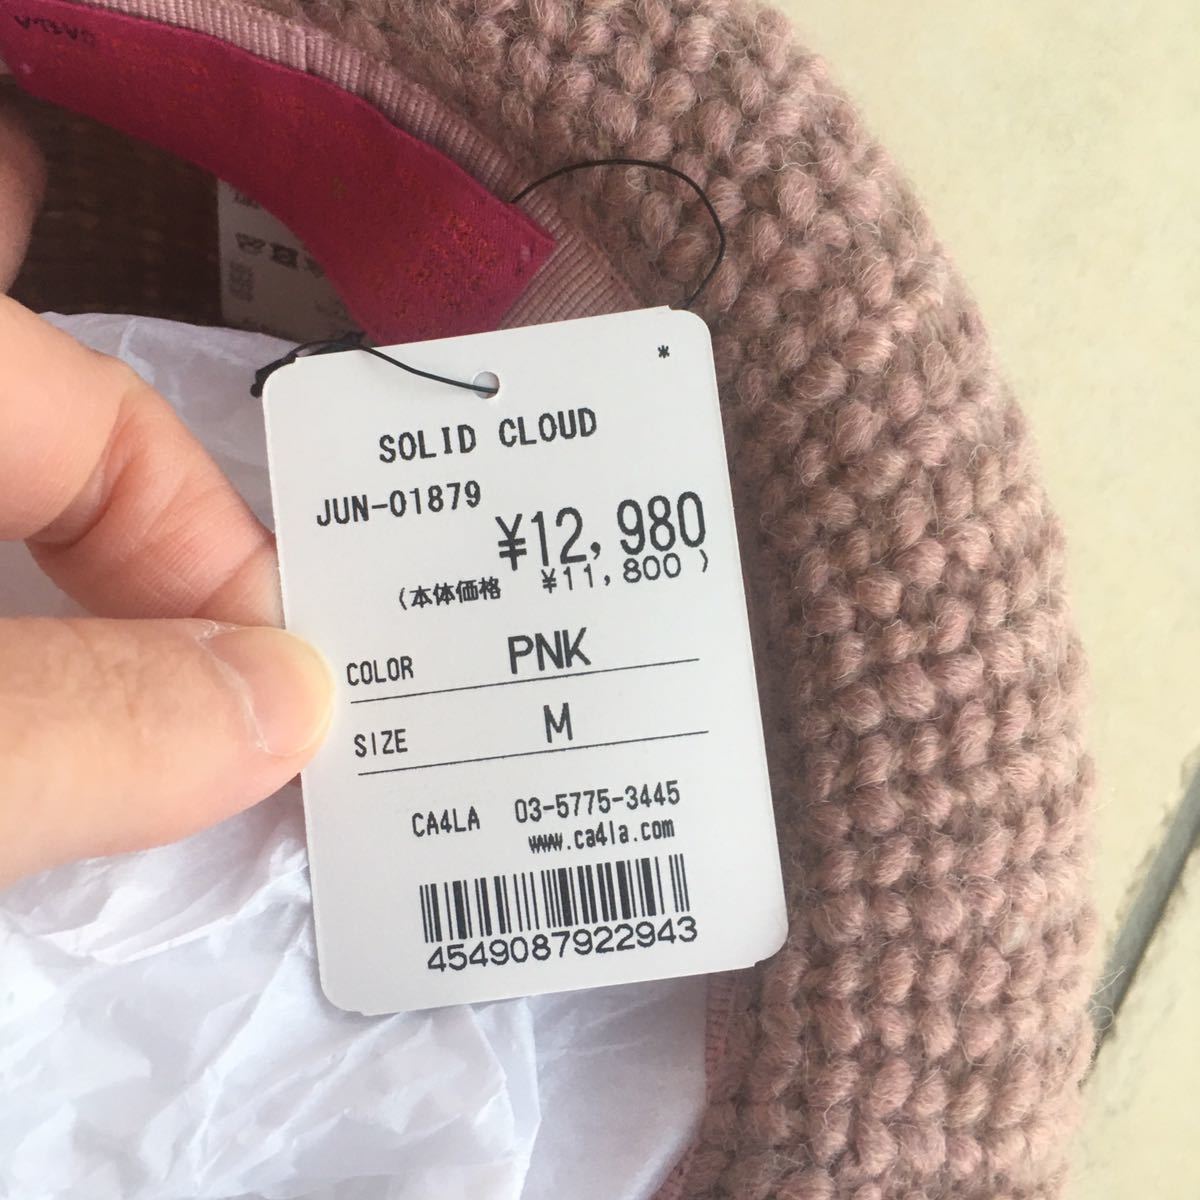 *
SOLID CLOUD
JUN-01879
¥12,980
(本体価格 ¥11,800 )
COLOR PNK
SIZE M
CA4LA 03-5775-3445
www.ca4la.com
4549087922943